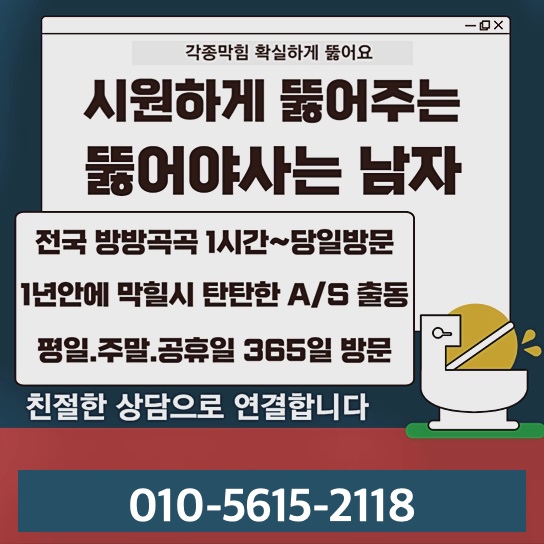 각종막힘 확실하게 뚫어요
시원하게 뚫어주는
뚫어야사는 남자
전국 방방곡곡 1시간~당일방문
1년안에 막힐시 탄탄한 A/S 출동
평일.주말.공휴일 365일 방문
친절한 상담으로 연결합니다
010-5615-2118